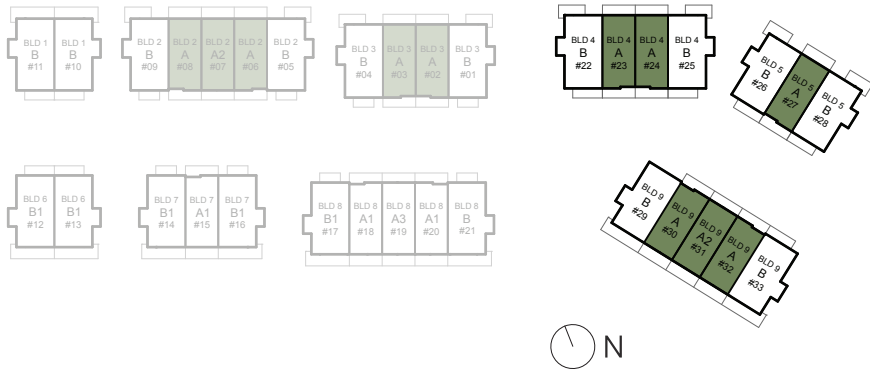 BLD 1
B
#11
BLD 1
B
#10
BLD 2
B
#09
BLD 2
A
#08
BLD 2
A2
#07
BLD 2
A
#06
BLD 2
B
#05
BLD 3
B
#04
BLD 3
A
#03
BLD 3
A
#02
BLD 3
B
#01
BLD 4
B
#22
BLD 4
A
#23
BLD 4
A
#24
BLD 4
B
#25
BLD 5
B
#26
BLD 5
A
#27
BLD 5
B
#28
BLD 6
B1
#12
BLD 6
B1
#13
BLD 7
B1
#14
BLD 7
A1
#15
BLD 7
B1
#16
BLD 8
B1
#17
BLD 8
A1
#18
BLD 8
A3
#19
BLD 8
A1
#20
BLD 8
B
#21
BLD 9
B
#29
BLD 9
A
#30
BLD 9
A2
#31
BLD 9
A
#32
BLD 9
B
#33
N